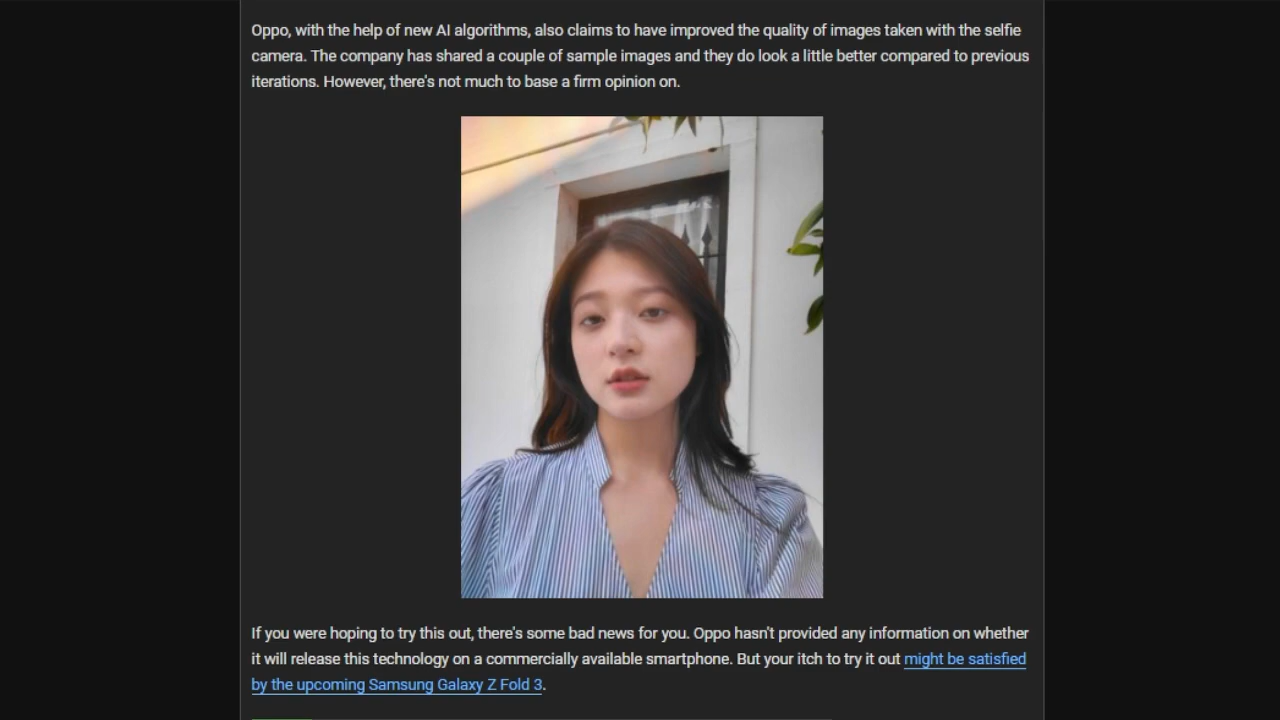 Oppo, with the help of new AI algorithms, also claims to have improved the quality of images taken with the selfie
camera. The company has shared a couple of sample images and they do look a little better compared to previous
iterations. However, there's not much to base a firm opinion on.
If you were hoping to try this out, there's some bad news for you. Oppo hasn't provided any information on whether
it will release this technology on a commercially available smartphone. But your itch to try it out might be satisfied
by the upcoming Samsung Galaxy Z Fold 3.